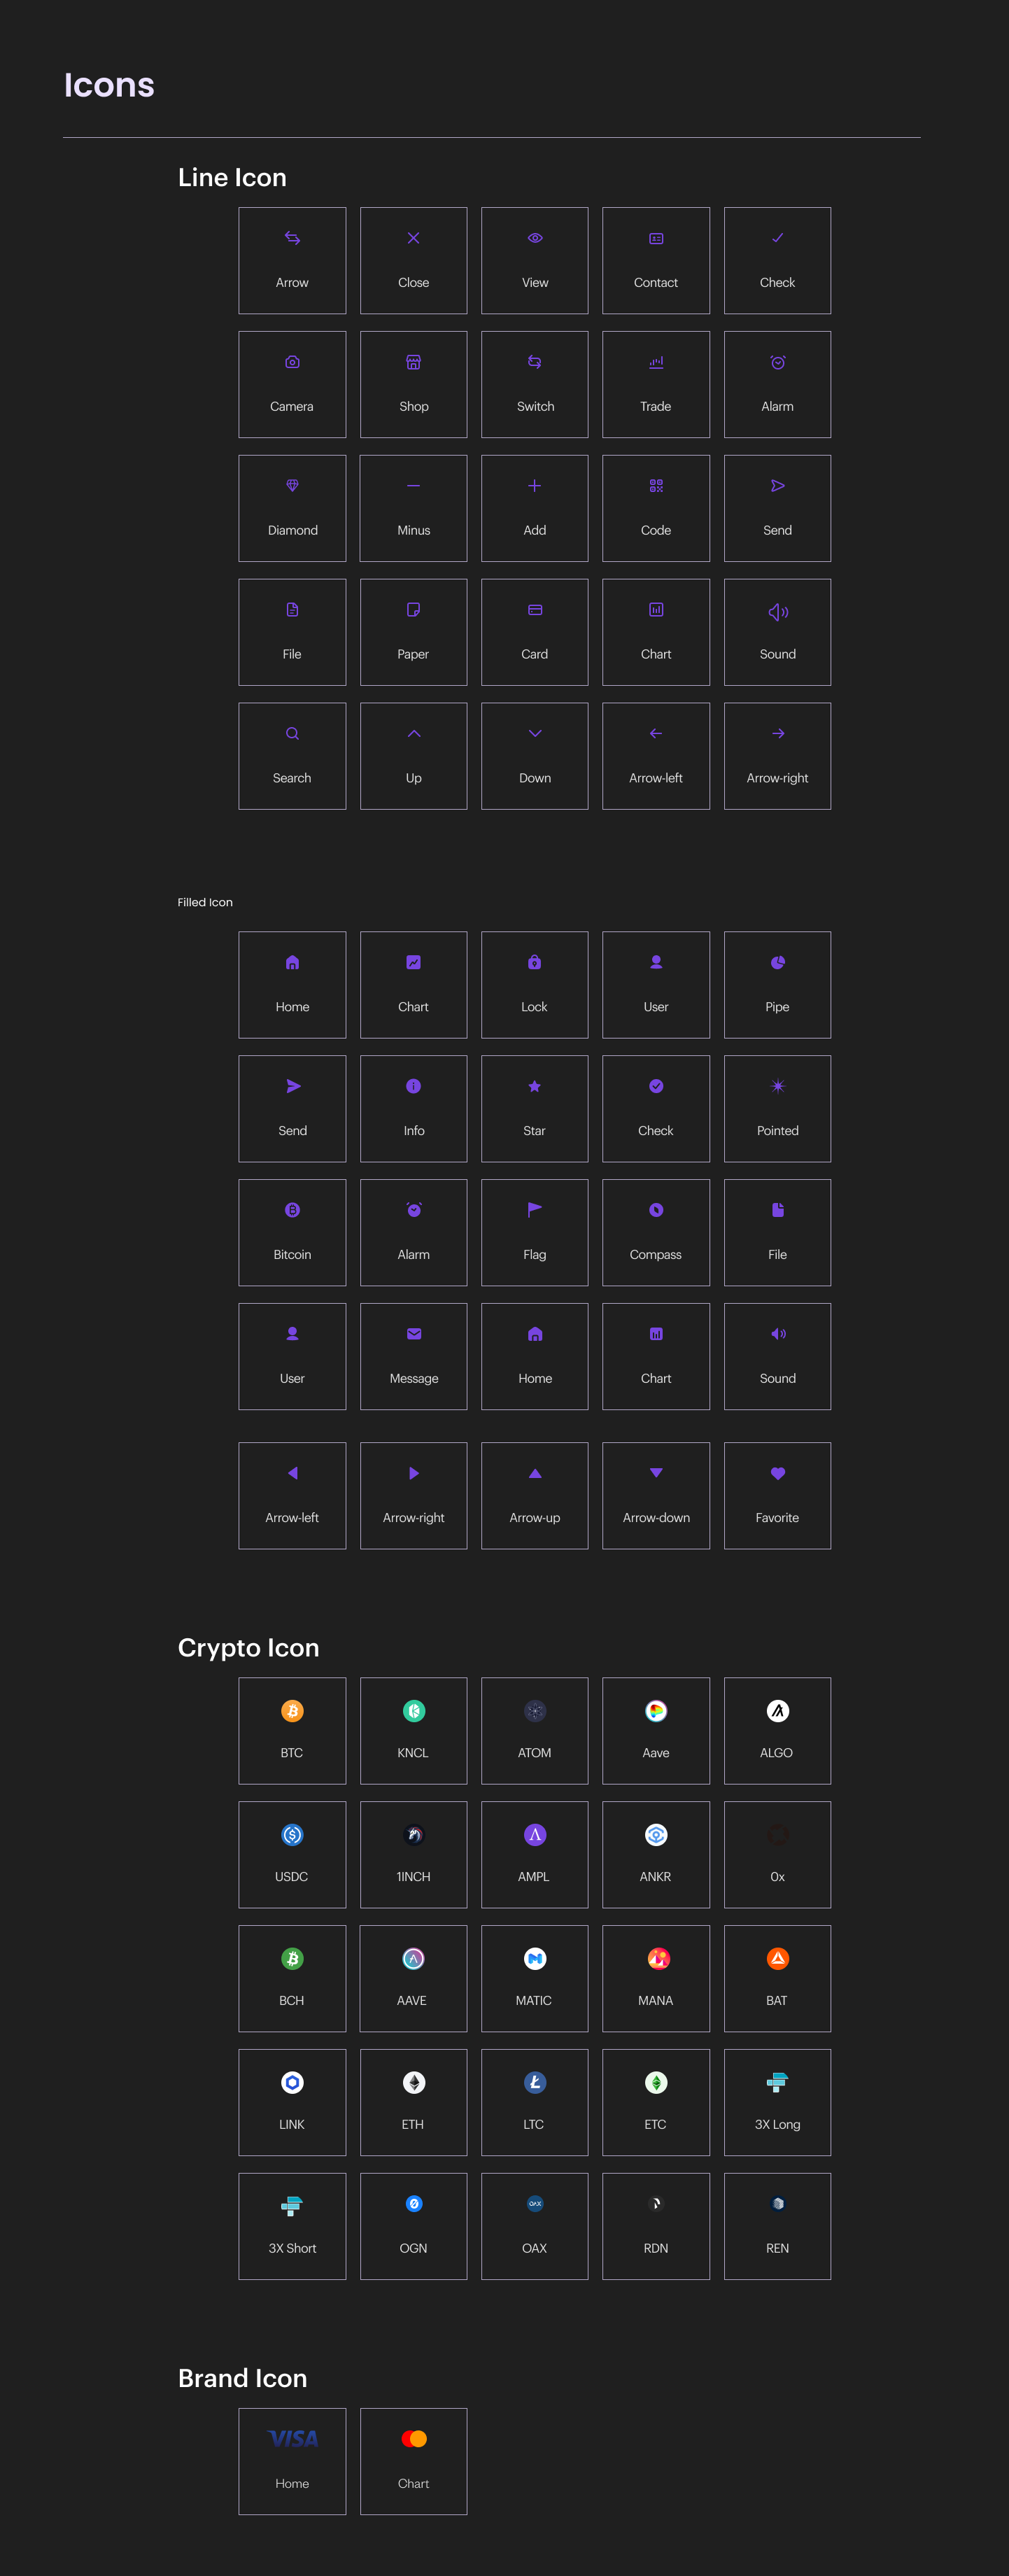 Icons
Line Icon
Arrow Close View Contact Check
Camera Shop Switch Trade Alarm
Diamond Minus Add Code Send
File Paper Card Chart Sound
Search Up Down Arrow-left Arrow-right
Filled Icon
Home Chart Lock User Pipe
Send Info Star Check Pointed
Bitcoin Alarm Flag Compass File
User Message Home Chart Sound
Arrow-left Arrow-right Arrow-up Arrow-down Favorite
Crypto Icon
BTC KNCL ATOM Aave ALGO
USDC 1INCH AMPL ANKR 0x
BCH AAVE MATIC MANA BAT
LINK ETH LTC ETC 3X Long
OAX
3X Short OGN OAX RDN REN
Brand Icon
VISA
Home Chart